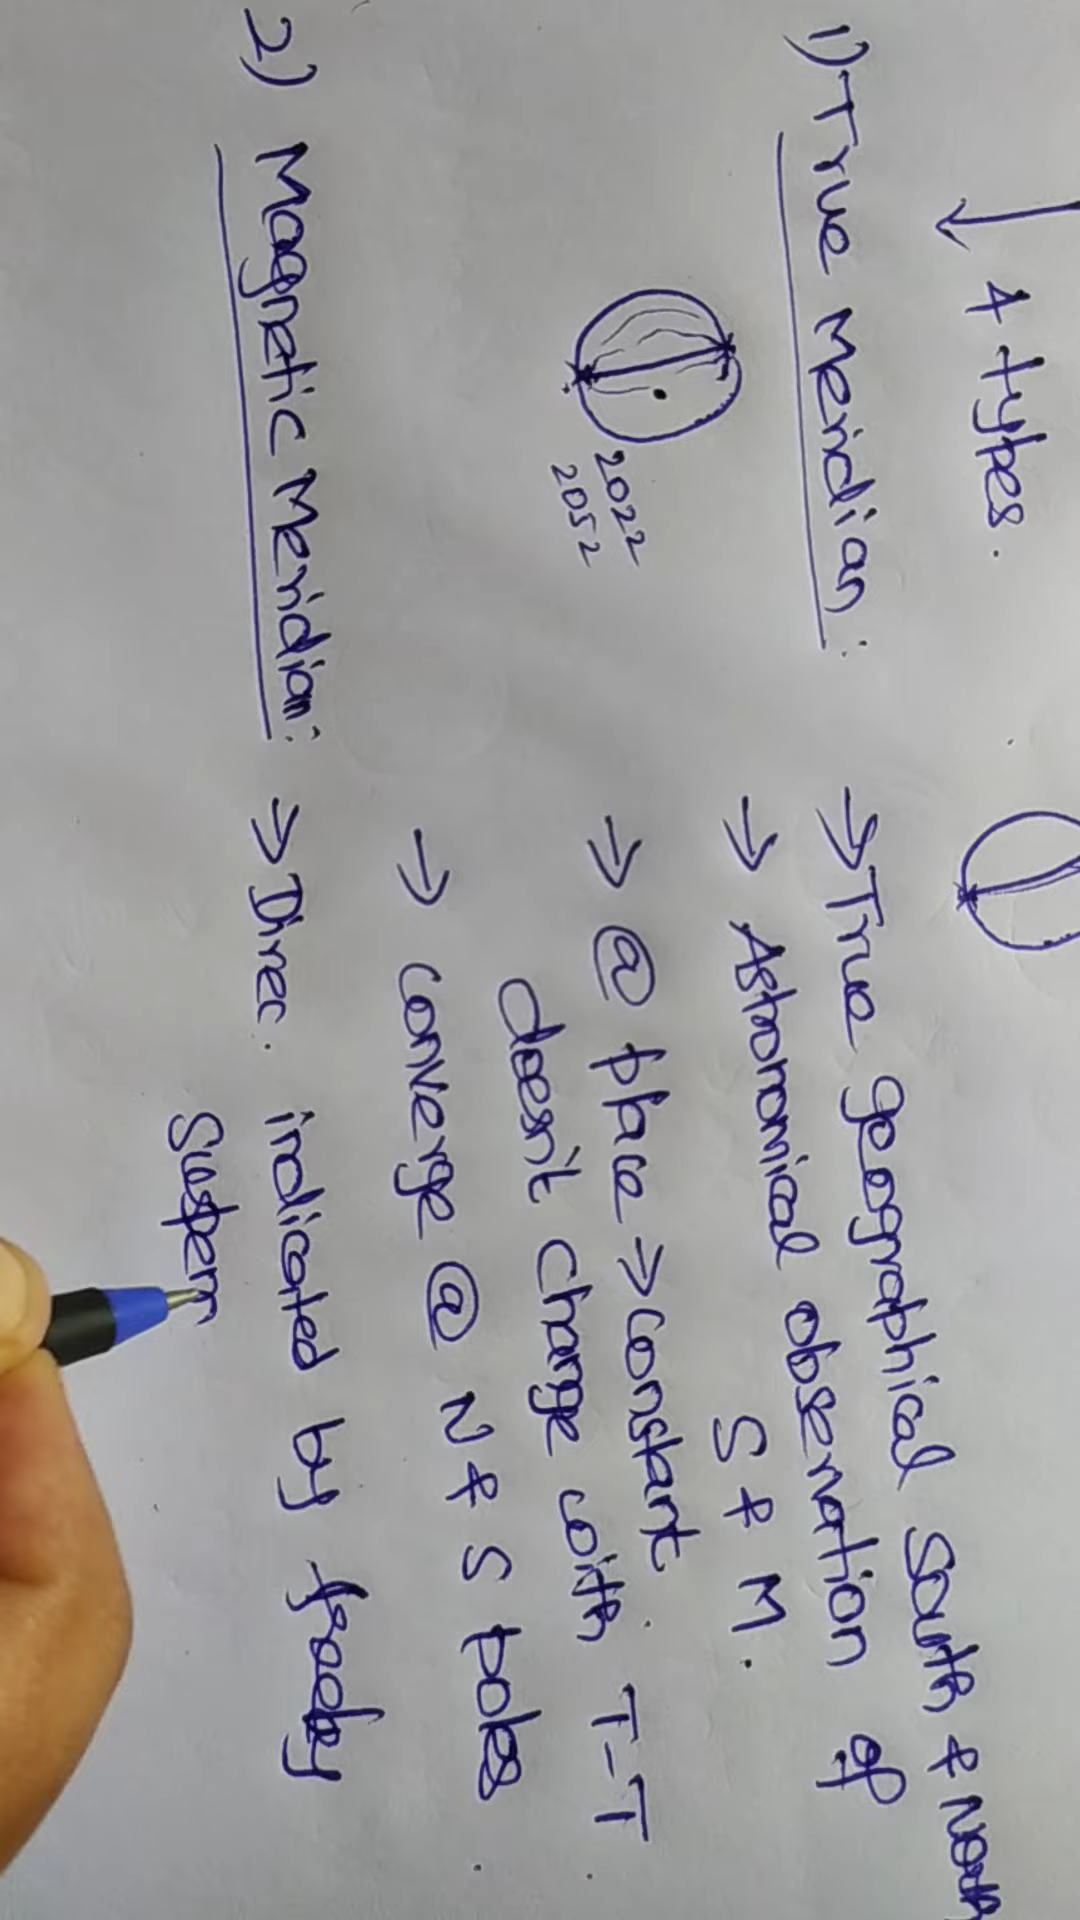 ↓ 4 types.
1) True Meridian: → True geographical South & North
→ Astronomical observation of
S & M.
2022
2052
→ @ place → constant.
doesn't change with T-T.
→ converge @ N & S poles.
2) Magnetic Meridian: → Direc. indicated by freely
Suspen